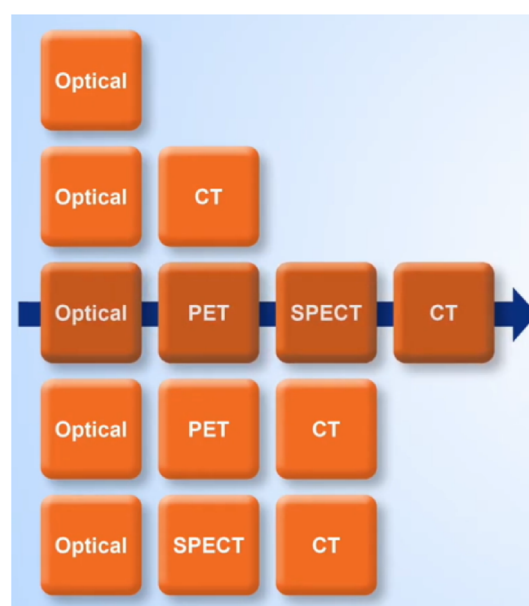 Optical
Optical CT
Optical PET SPECT CT
Optical PET CT
Optical SPECT CT